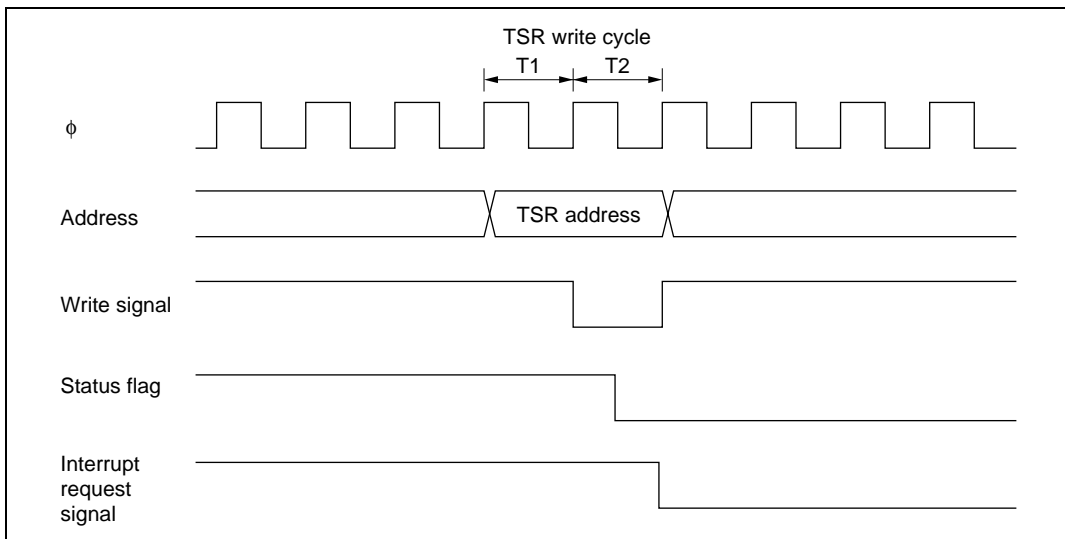 TSR write cycle
T1 T2
ϕ
Address
TSR address
Write signal
Status flag
Interrupt
request
signal